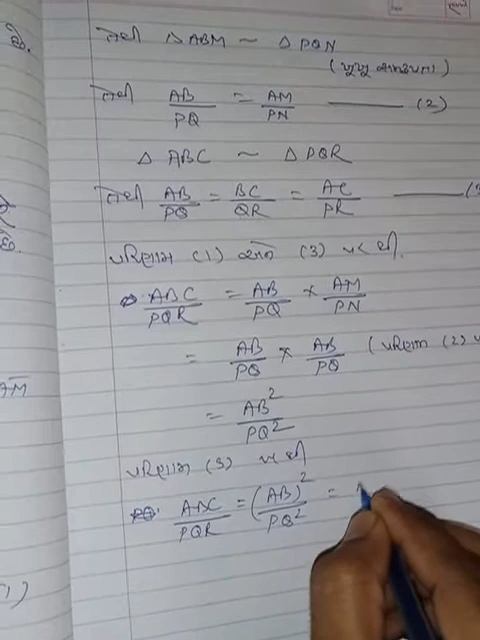 તેથી △ABM ~ △PQN
(ખૂખૂ સમરૂપતા)
તેથી AB/PQ = AM/PN ——— (2)
△ ABC ~ △PQR
તેથી AB/PQ = BC/QR = AC/PR ———
પરિણામ (1) અને (3) પરથી
ABC/PQR = AB/PQ × AM/PN
= AB/PQ × AB/PQ (પરિણામ (2)
= AB²/PQ²
પરિણામ (3) પરથી
ABC/PQR = (AB)²/PQ² =
છે.
AM
1)